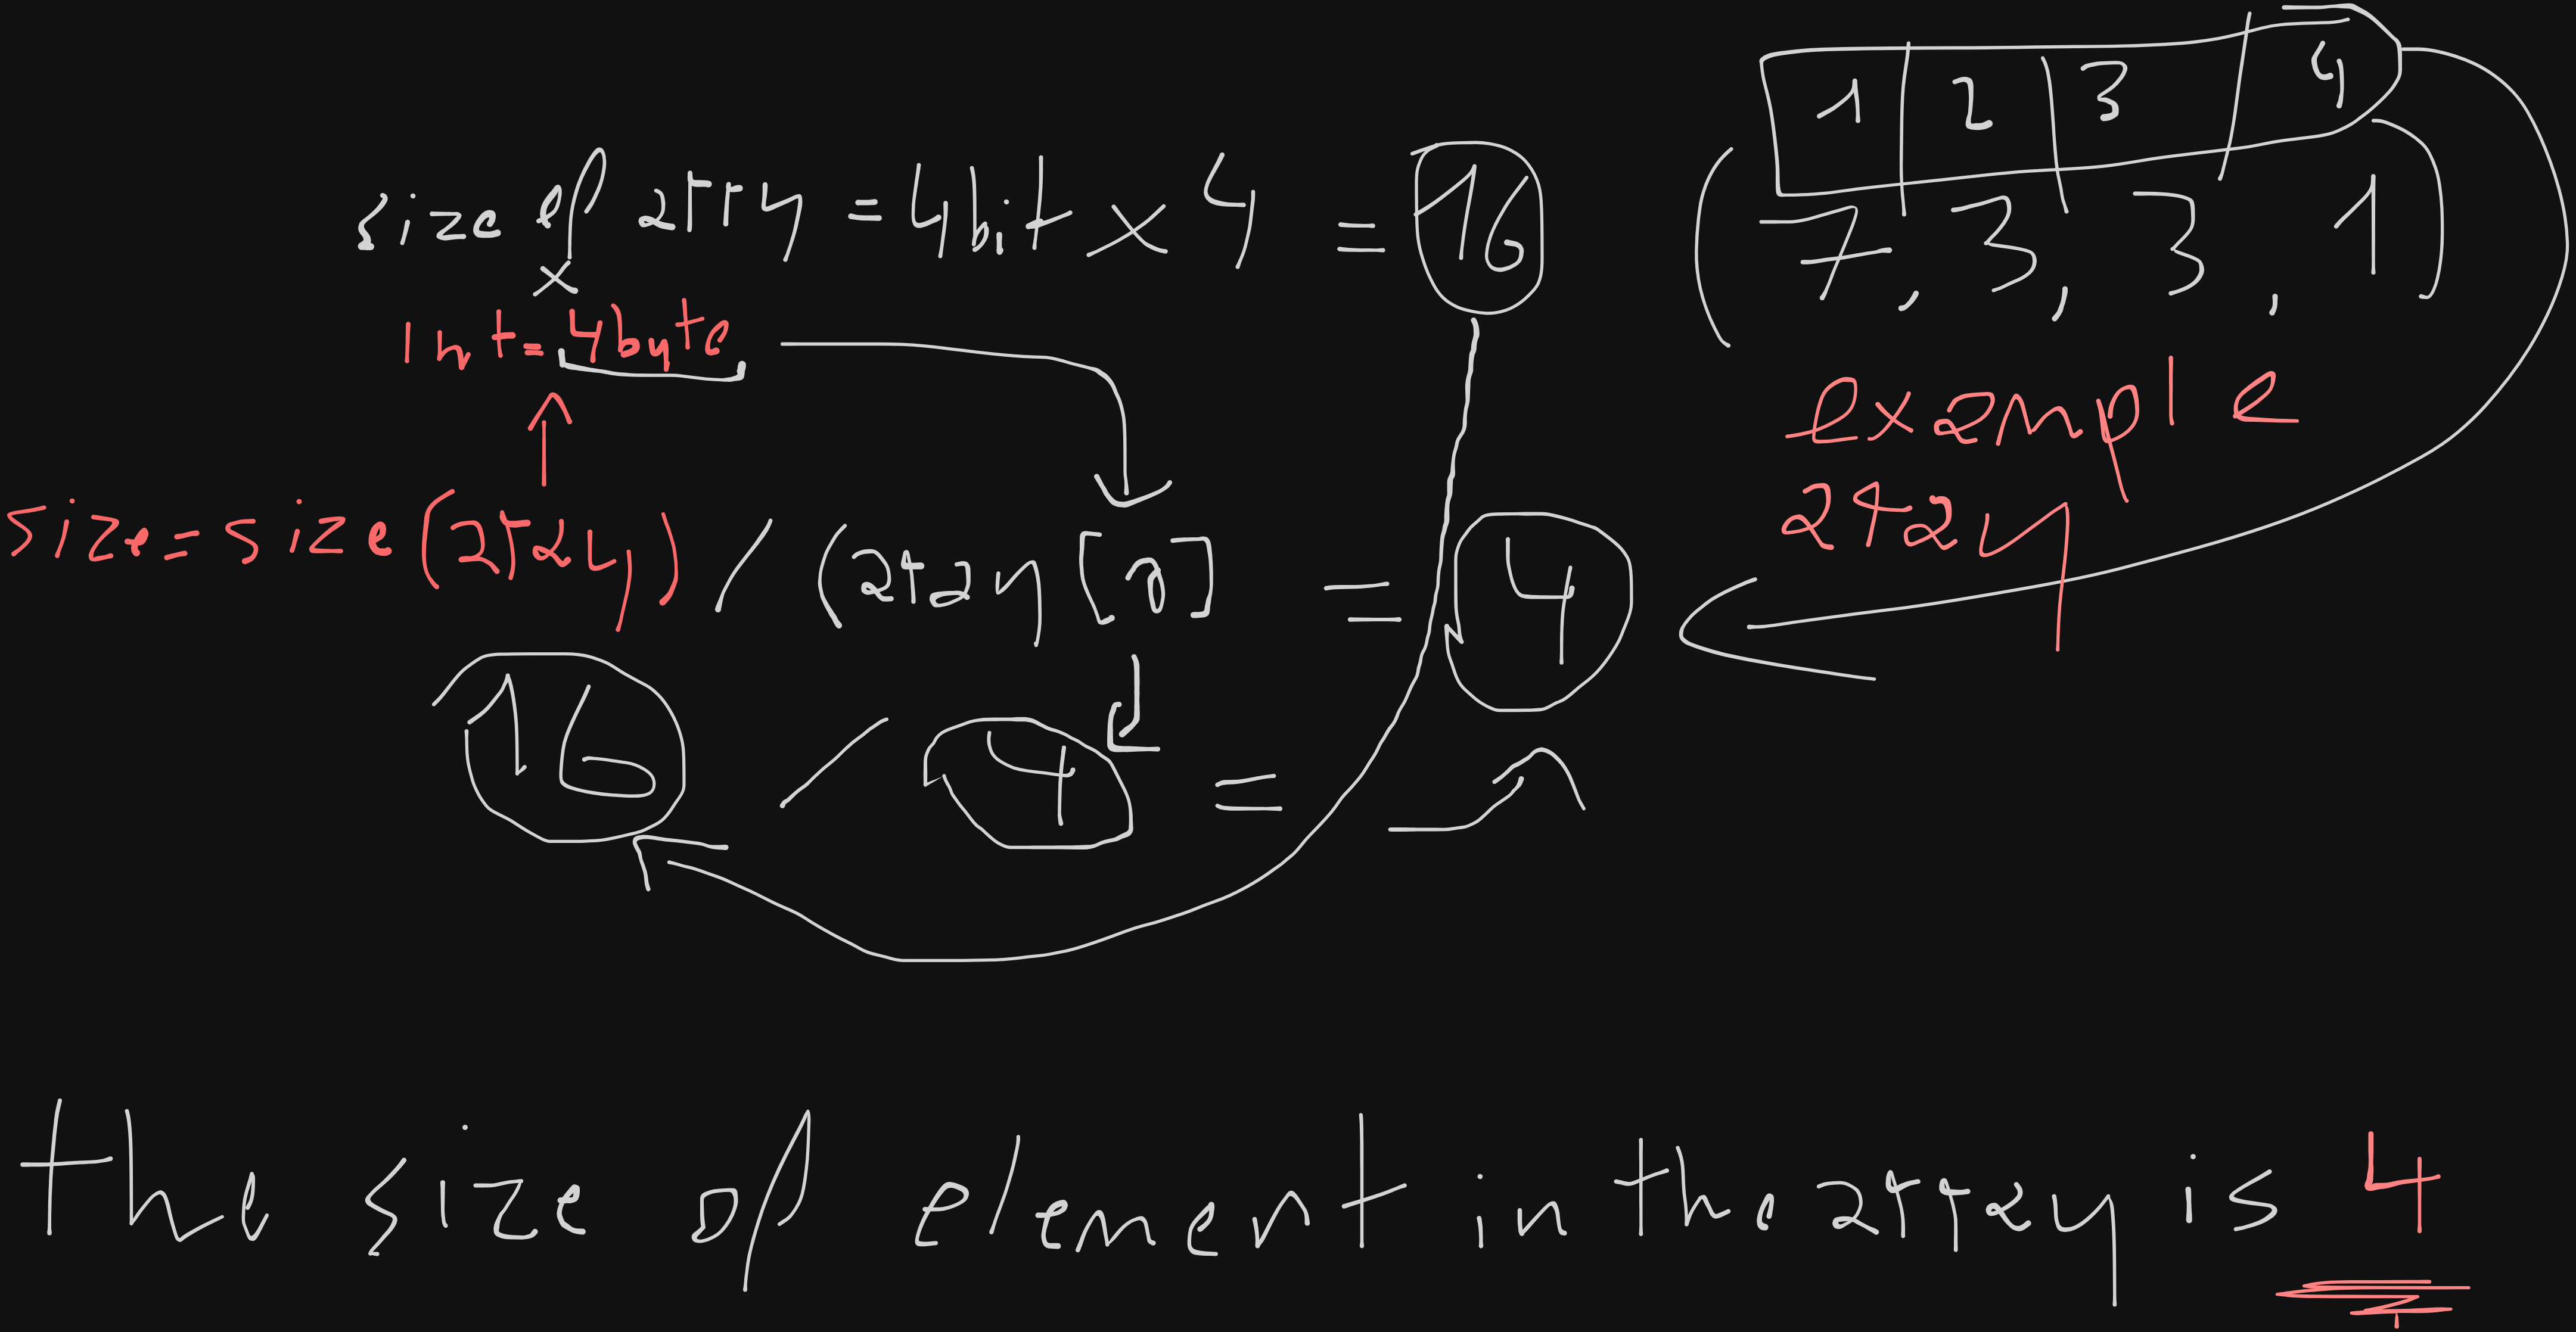 1 2 3 4
size of arry = 4bit × 4 = 16 (7, 3, 3, 1)
x
Int = 4byte
example
aray
size = size(array) / (array[0] = 4
16 / 4 =
the size of element in the array is 4